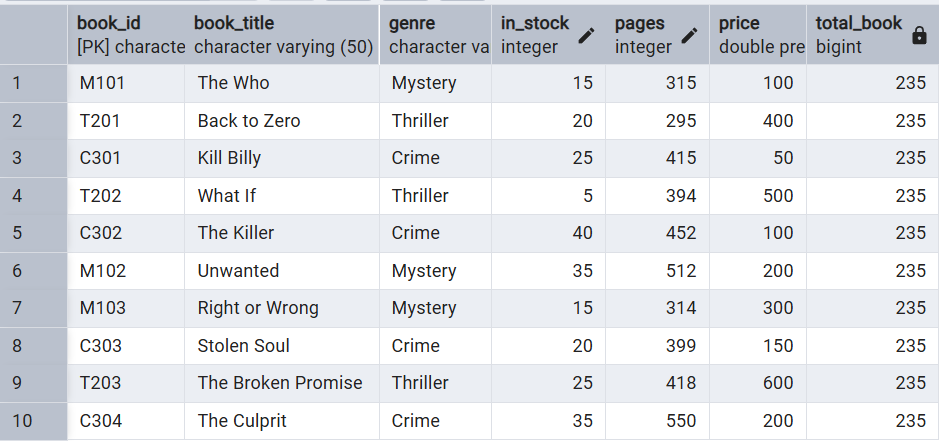 book_id book_title genre in_stock pages price total_book
[PK] characte character varying (50) character va integer integer double pre bigint
1 M101 The Who Mystery 15 315 100 235
2 T201 Back to Zero Thriller 20 295 400 235
3 C301 Kill Billy Crime 25 415 50 235
4 T202 What If Thriller 5 394 500 235
5 C302 The Killer Crime 40 452 100 235
6 M102 Unwanted Mystery 35 512 200 235
7 M103 Right or Wrong Mystery 15 314 300 235
8 C303 Stolen Soul Crime 20 399 150 235
9 T203 The Broken Promise Thriller 25 418 600 235
10 C304 The Culprit Crime 35 550 200 235